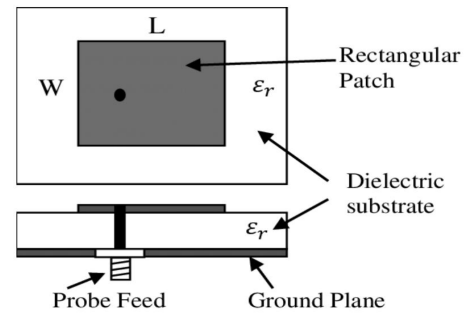 L
Rectangular
Patch
W
εᵣ
Dielectric
substrate
εᵣ
Probe Feed
Ground Plane